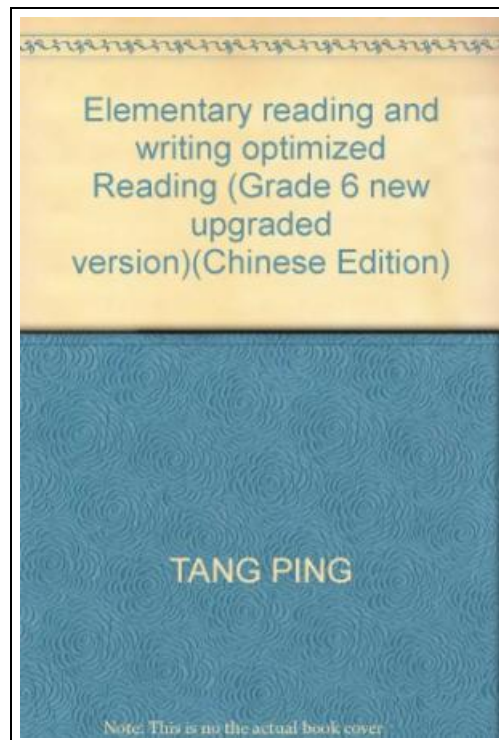 Elementary reading and
writing optimized
Reading (Grade 6 new
upgraded
version)(Chinese Edition)
TANG PING
Note: This is no the actual book cover